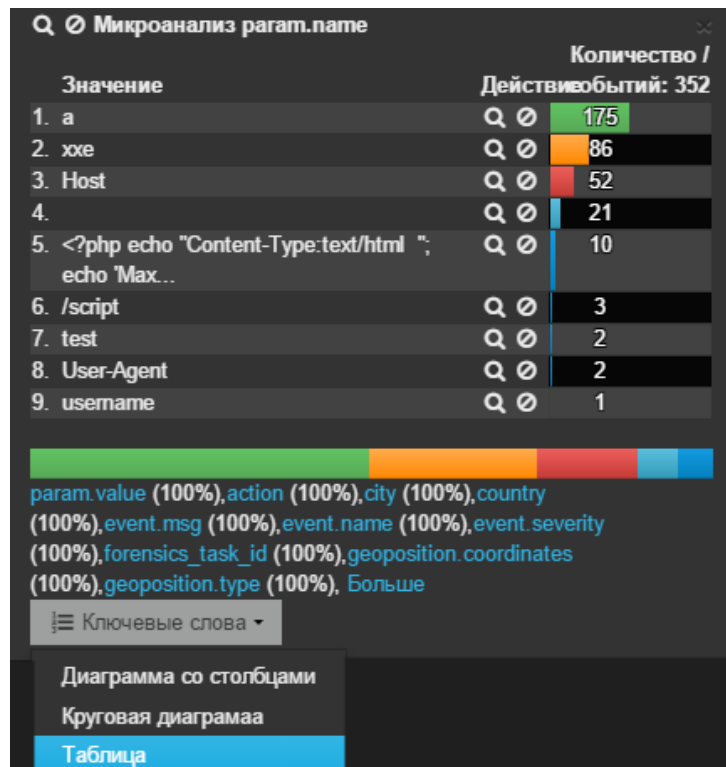 Микроанализ param.name
Количество /
Значение Действие событий: 352
1. a 175
2. xxe 86
3. Host 52
4. 21
5. <?php echo "Content-Type:text/html "; 10
echo 'Max...
6. /script 3
7. test 2
8. User-Agent 2
9. username 1
param.value (100%),action (100%),city (100%),country
(100%),event.msg (100%),event.name (100%),event.severity
(100%),forensics_task_id (100%),geoposition.coordinates
(100%),geoposition.type (100%), Больше
Ключевые слова
Диаграмма со столбцами
Круговая диаграмаа
Таблица